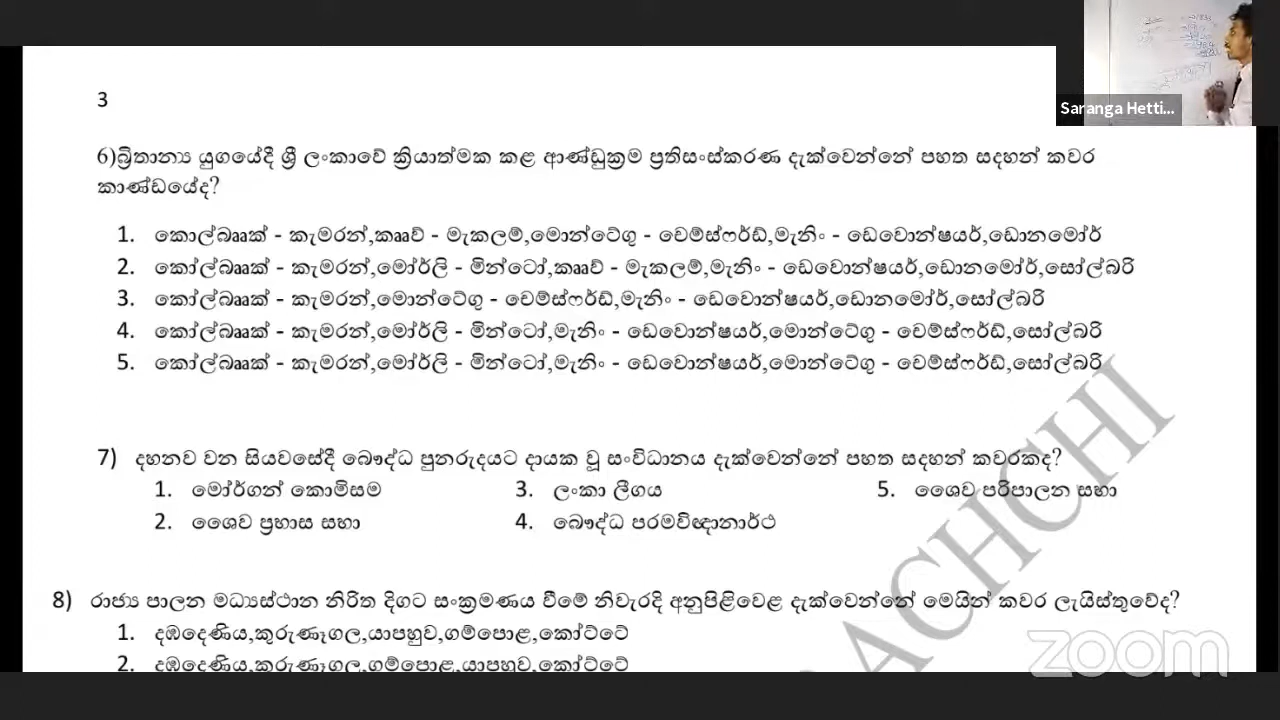 Saranga Hetti...
3
6)බ්‍රිතාන්‍ය යුගයේදී ශ්‍රී ලංකාවේ ක්‍රියාත්මක කළ ආණ්ඩුක්‍රම ප්‍රතිසංස්කරණ දැක්වෙන්නේ පහත සඳහන් කවර
කාණ්ඩයේද?
1. කොල්බෲක් - කැමරන්,කෲච් - මැකලම්,මොන්ටේගු - චෙම්ස්ෆර්ඩ්,මැනිං - ඩෙවොන්ෂයර්,ඩොනමෝර්
2. කෝල්බෲක් - කැමරන්,මෝර්ලි - මින්ටෝ,කෲච් - මැකලම්,මැනිං - ඩෙවොන්ෂයර්,ඩොනමෝර්,සෝල්බරි
3. කෝල්බෲක් - කැමරන්,මොන්ටේගු - චෙම්ස්ෆර්ඩ්,මැනිං - ඩෙවොන්ෂයර්,ඩොනමෝර්,සෝල්බරි
4. කෝල්බෲක් - කැමරන්,මෝර්ලි - මින්ටෝ,මැනිං - ඩෙවොන්ෂයර්,මොන්ටේගු - චෙම්ස්ෆර්ඩ්,සෝල්බරි
5. කෝල්බෲක් - කැමරන්,මෝර්ලි - මින්ටෝ,මැනිං - ඩෙවොන්ෂයර්,මොන්ටේගු - චෙම්ස්ෆර්ඩ්,සෝල්බරි
7) දහනව වන සියවසේදී බෞද්ධ පුනරුදයට දායක වූ සංවිධානය දැක්වෙන්නේ පහත සඳහන් කවරකද?
1. මෝර්ගන් කොමිසම 3. ලංකා ලීගය 5. ශෛව පරිපාලන සභා
2. ශෛව ප්‍රභාස සභා 4. බෞද්ධ පරමවිඥානාර්ථ
8) රාජ්‍ය පාලන මධ්‍යස්ථාන නිරිත දිගට සංක්‍රමණය වීමේ නිවැරදි අනුපිළිවෙළ දැක්වෙන්නේ මෙයින් කවර ලැයිස්තුවේද?
1. දඹදෙණිය,කුරුණෑගල,යාපහුව,ගම්පොළ,කෝට්ටේ
2. දඹදෙණිය,කුරුණෑගල,ගම්පොළ,යාපහුව,කෝට්ටේ
ACHCHI
zoom